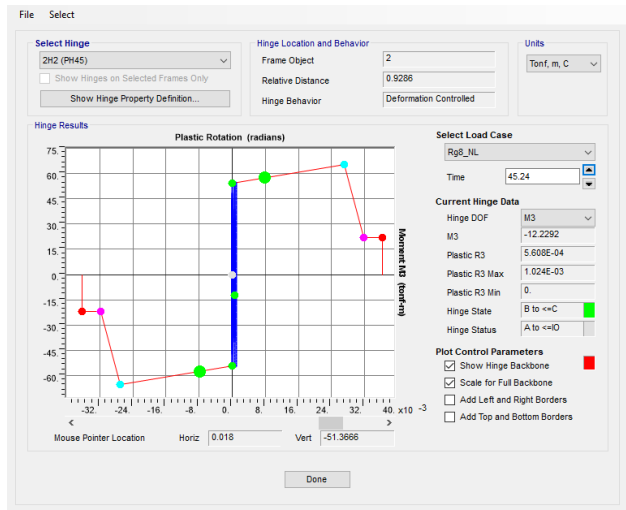 File Select
Select Hinge
2H2 (PH45)
Show Hinges on Selected Frames Only
Show Hinge Property Definition...
Hinge Location and Behavior
Frame Object 2
Relative Distance 0.9286
Hinge Behavior Deformation Controlled
Units
Tonf, m, C
Hinge Results
Plastic Rotation (radians)
75.
60.
45.
30.
15.
0.
-15.
-30.
-45.
-60.
Moment M3 (tonf-m)
-32. -24. -16. -8. 0. 8. 16. 24. 32. 40. x10 -3
Mouse Pointer Location Horiz 0.018 Vert -51.3666
Select Load Case
Rg8_NL
Time 45.24
Current Hinge Data
Hinge DOF M3
M3 -12.2292
Plastic R3 5.608E-04
Plastic R3 Max 1.024E-03
Plastic R3 Min 0.
Hinge State B to <=C
Hinge Status A to <=IO
Plot Control Parameters
Show Hinge Backbone
Scale for Full Backbone
Add Left and Right Borders
Add Top and Bottom Borders
Done